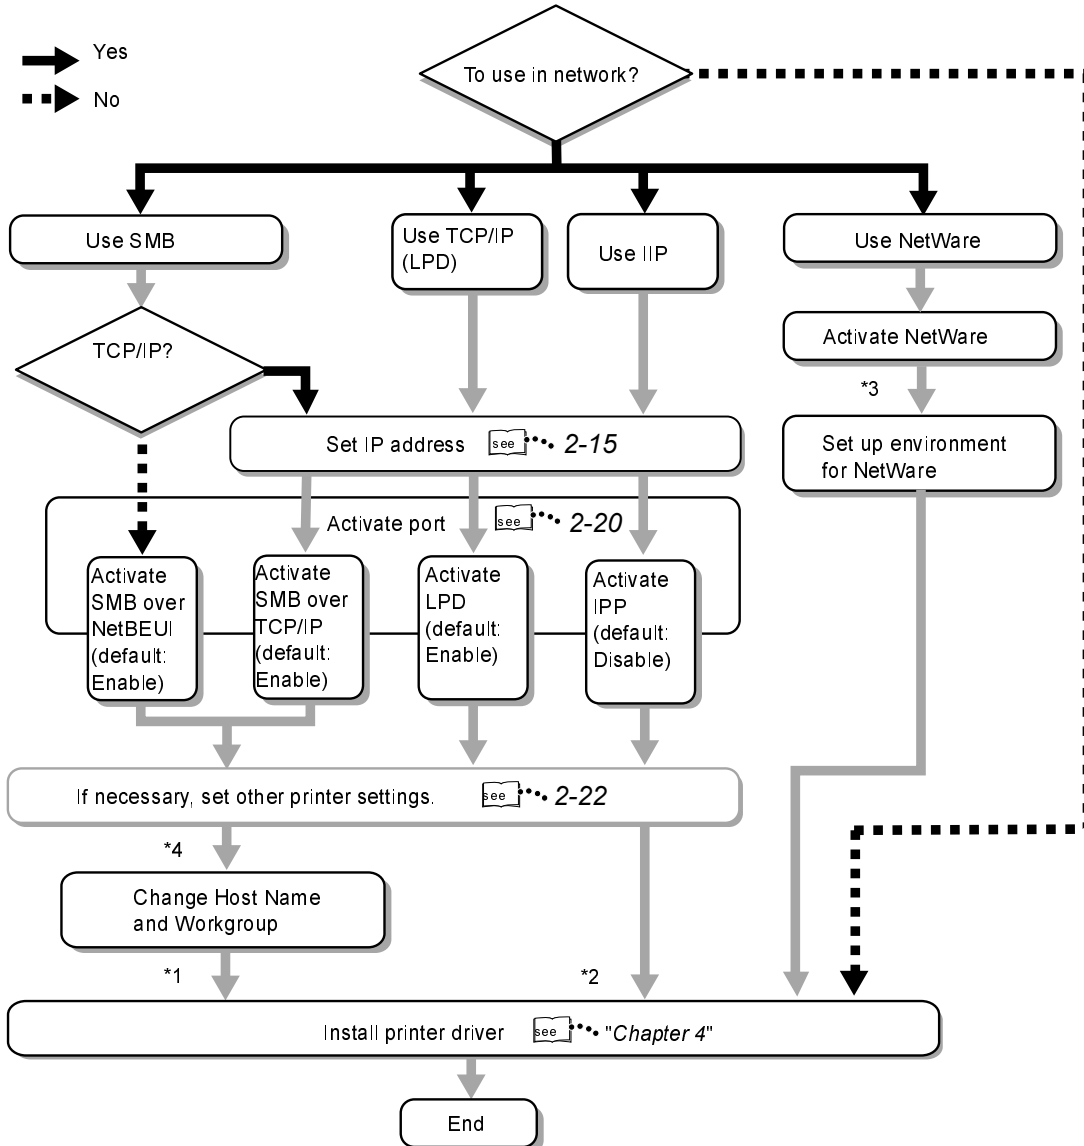 Yes
To use in network?
No
Use SMB
Use TCP/IP
(LPD)
Use IIP
Use NetWare
TCP/IP?
Activate NetWare
*3
Set IP address see 2-15
Set up environment
for NetWare
Activate port see 2-20
Activate
SMB over
NetBEUI
(default:
Enable)
Activate
SMB over
TCP/IP
(default:
Enable)
Activate
LPD
(default:
Enable)
Activate
IPP
(default:
Disable)
If necessary, set other printer settings. see 2-22
*4
Change Host Name
and Workgroup
*1
*2
Install printer driver see "Chapter 4"
End